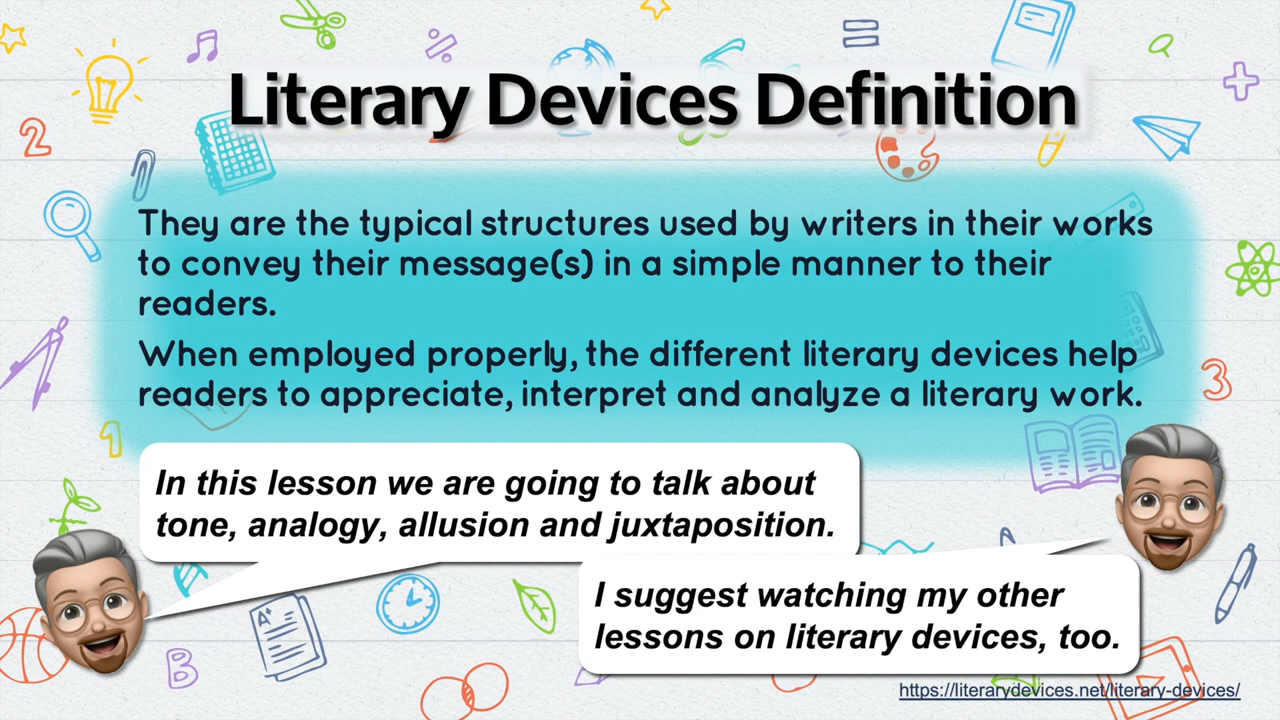 Literary Devices Definition
They are the typical structures used by writers in their works
to convey their message(s) in a simple manner to their
readers.
When employed properly, the different literary devices help
readers to appreciate, interpret and analyze a literary work.
In this lesson we are going to talk about
tone, analogy, allusion and juxtaposition.
I suggest watching my other
lessons on literary devices, too.
https://literarydevices.net/literary-devices/
2
3
1
A+
B